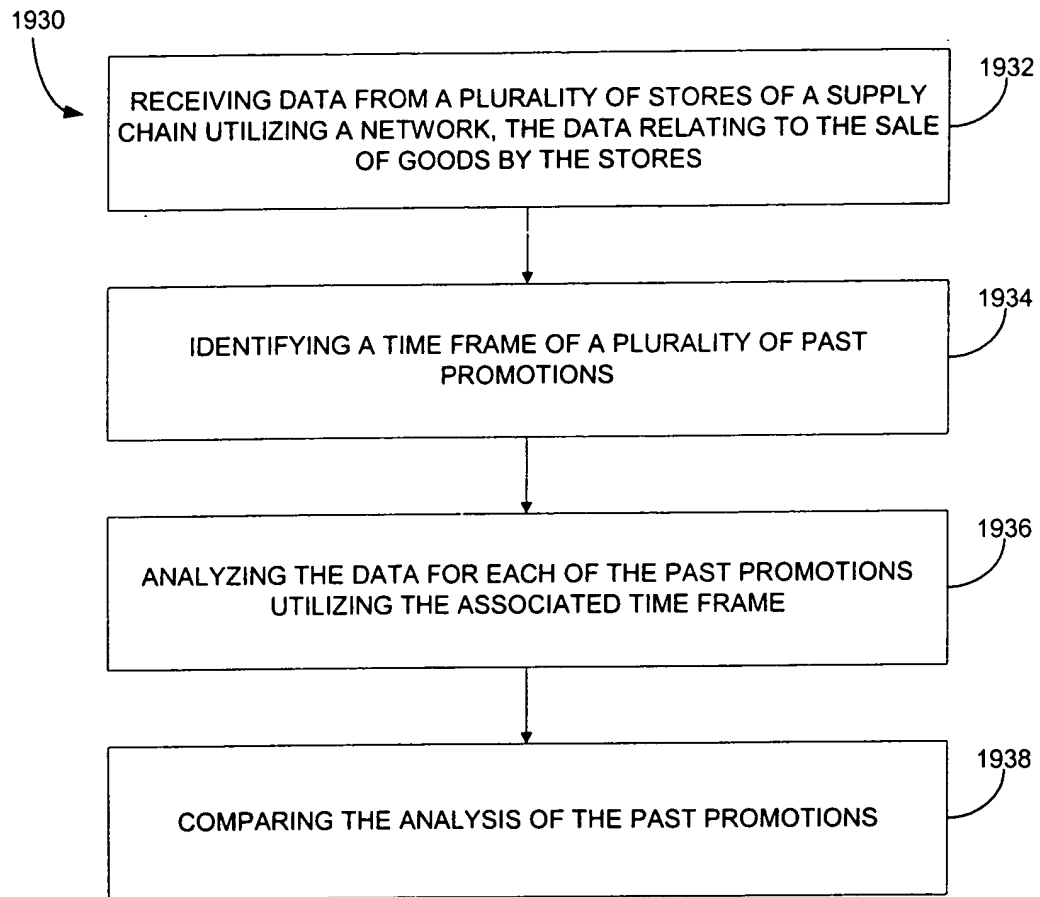 1930
1932
RECEIVING DATA FROM A PLURALITY OF STORES OF A SUPPLY
CHAIN UTILIZING A NETWORK, THE DATA RELATING TO THE SALE
OF GOODS BY THE STORES
1934
IDENTIFYING A TIME FRAME OF A PLURALITY OF PAST
PROMOTIONS
1936
ANALYZING THE DATA FOR EACH OF THE PAST PROMOTIONS
UTILIZING THE ASSOCIATED TIME FRAME
1938
COMPARING THE ANALYSIS OF THE PAST PROMOTIONS